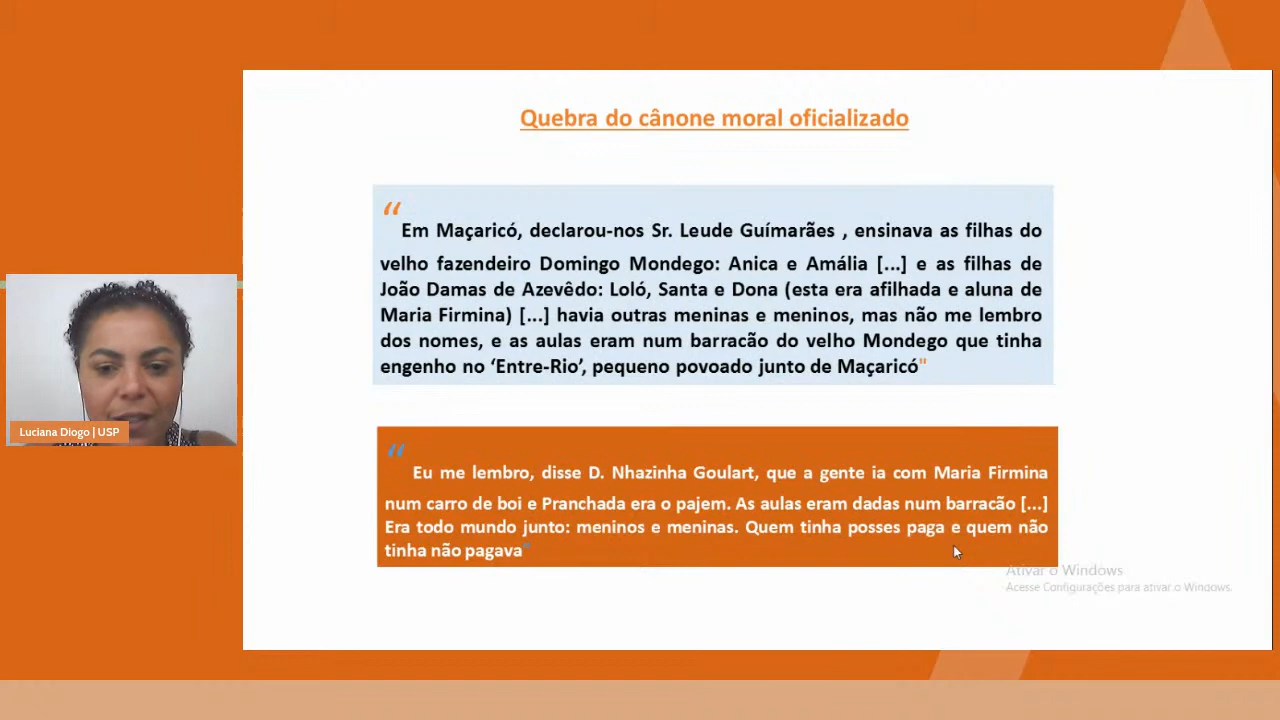 Quebra do cânone moral oficializado
“
Em Maçaricó, declarou-nos Sr. Leude Guímarães , ensinava as filhas do
velho fazendeiro Domingo Mondego: Anica e Amália [...] e as filhas de
João Damas de Azevêdo: Loló, Santa e Dona (esta era afilhada e aluna de
Maria Firmina) [...] havia outras meninas e meninos, mas não me lembro
dos nomes, e as aulas eram num barracão do velho Mondego que tinha
engenho no ‘Entre-Rio’, pequeno povoado junto de Maçaricó"
“
Eu me lembro, disse D. Nhazinha Goulart, que a gente ia com Maria Firmina
num carro de boi e Pranchada era o pajem. As aulas eram dadas num barracão [...]
Era todo mundo junto: meninos e meninas. Quem tinha posses paga e quem não
tinha não pagava"
Luciana Diogo | USP
Ativar o Windows
Acesse Configurações para ativar o Windows.